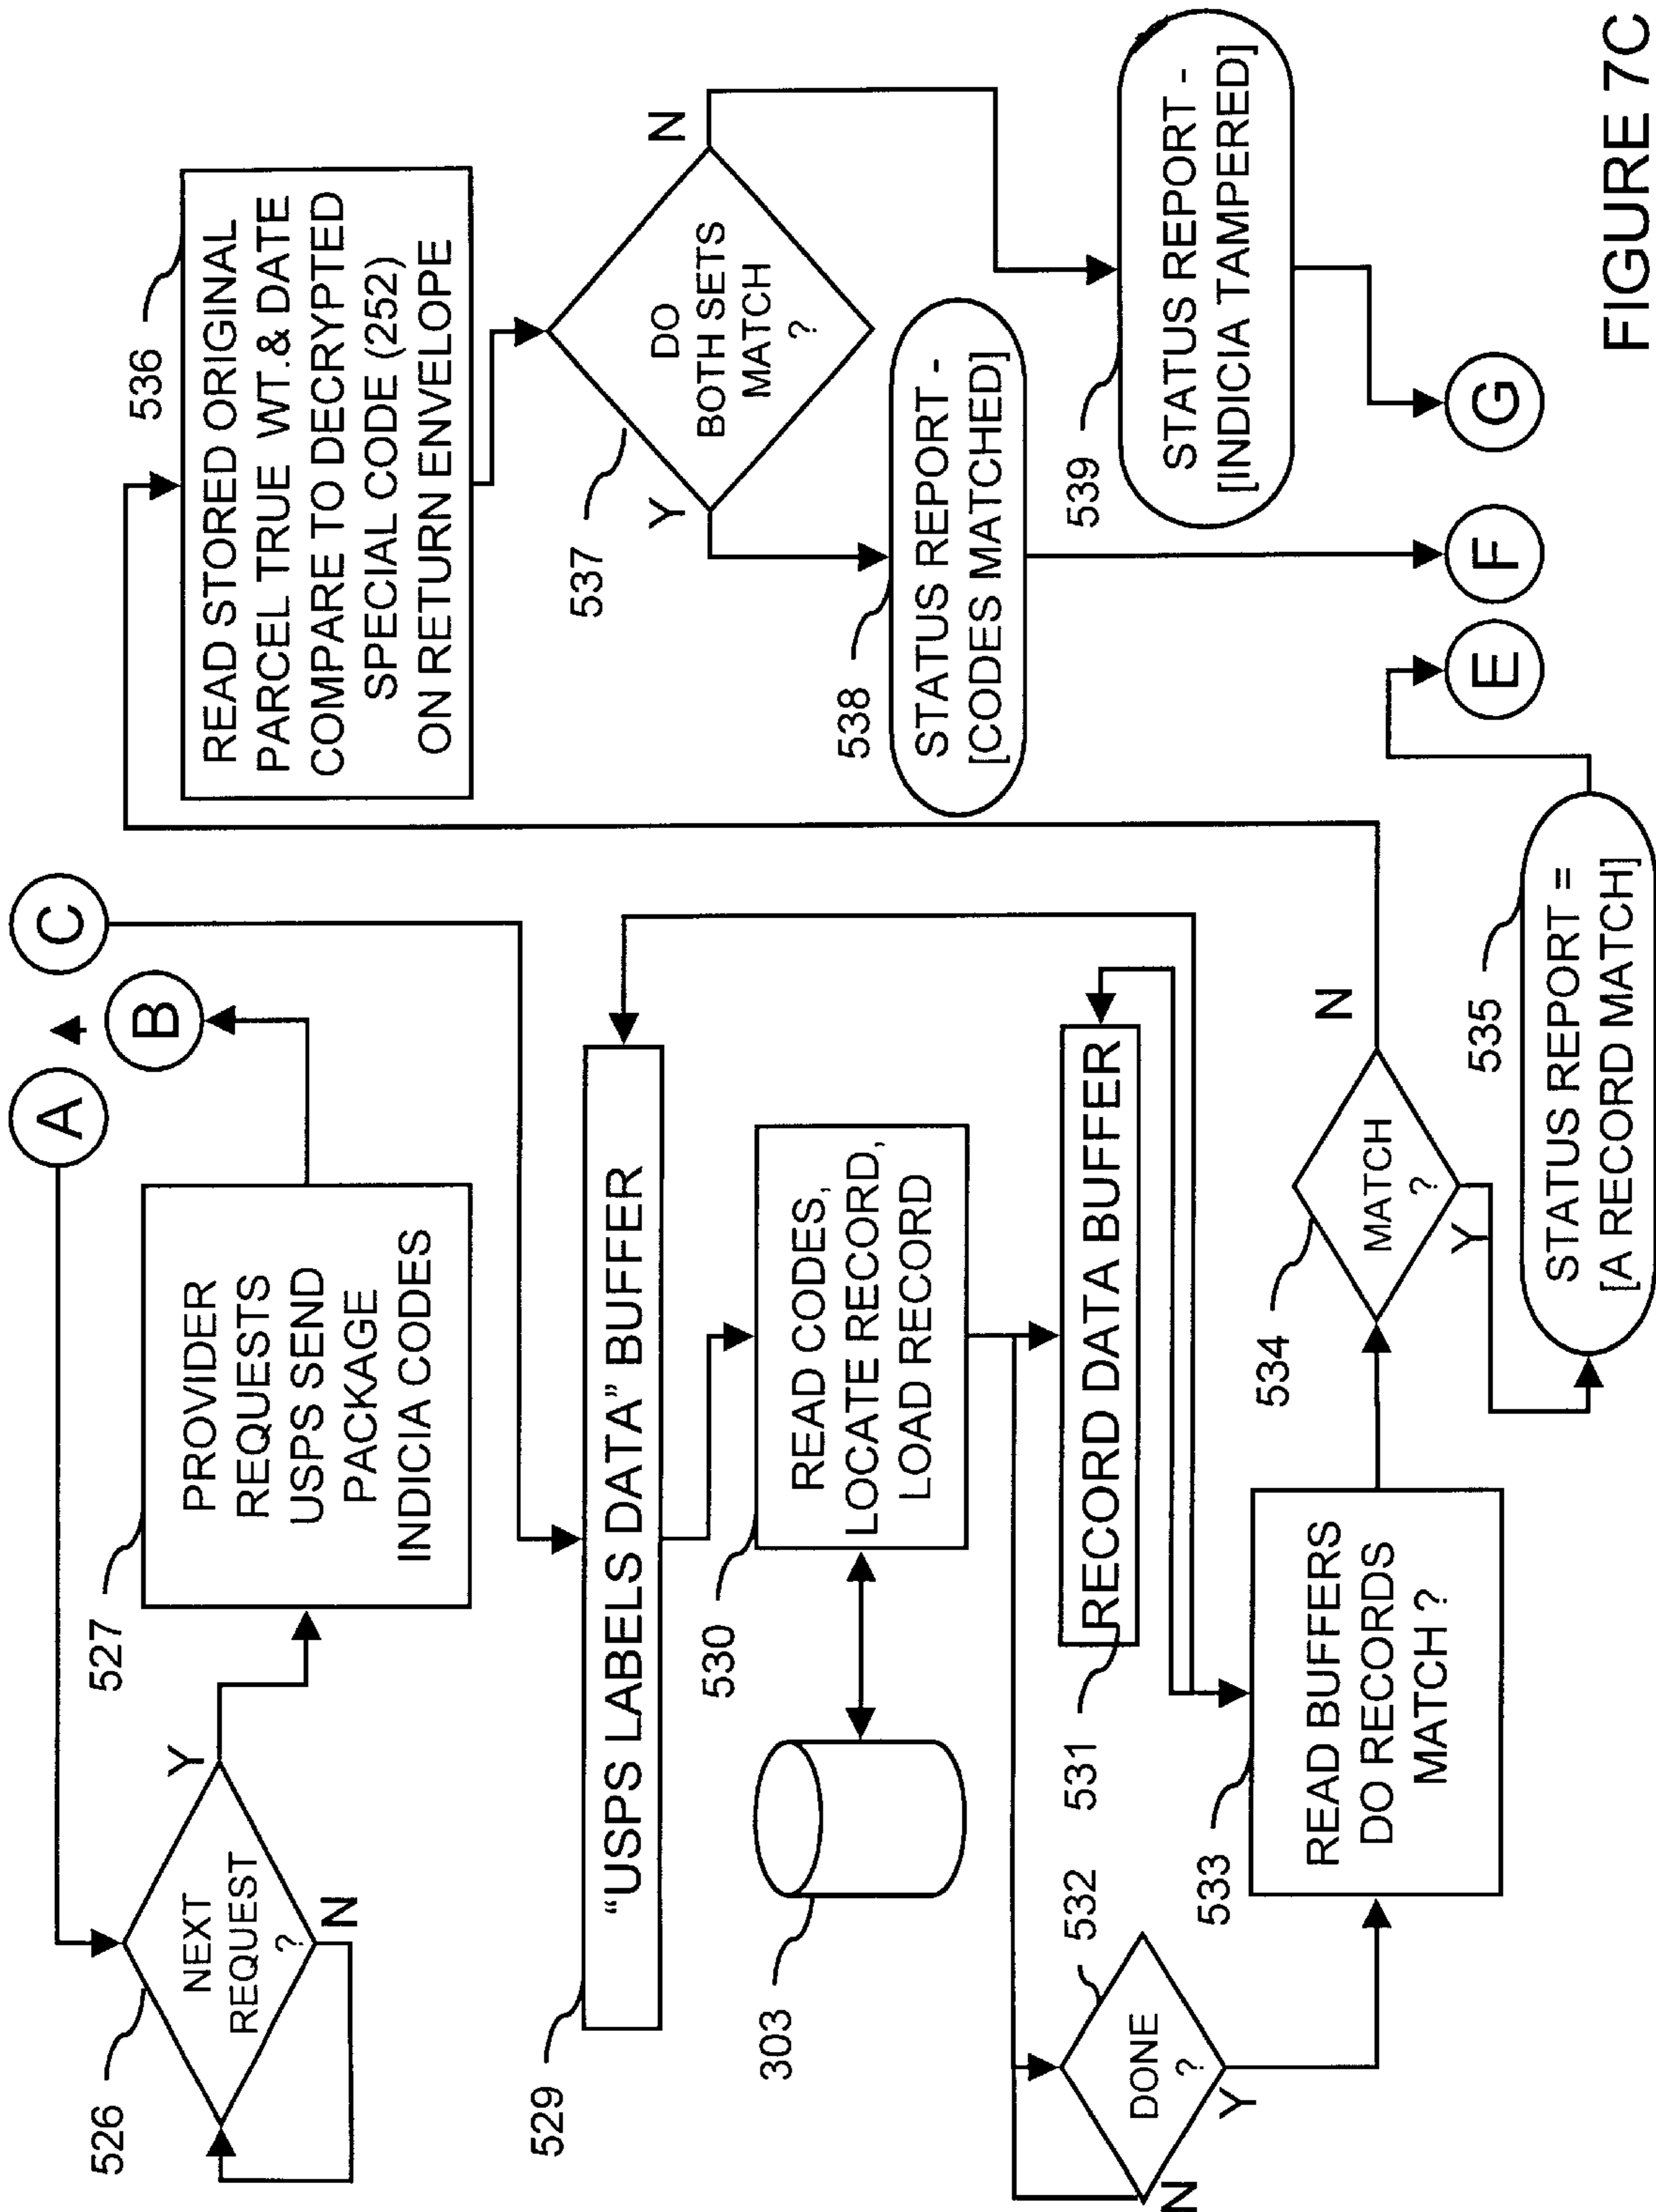 A
B
C
526
NEXT
REQUEST
?
Y
N
527
PROVIDER
REQUESTS
USPS SEND
PACKAGE
INDICIA CODES
529
"USPS LABELS DATA" BUFFER
530
READ CODES,
LOCATE RECORD,
LOAD RECORD
303
531
RECORD DATA BUFFER
532
DONE
?
N
Y
533
READ BUFFERS
DO RECORDS
MATCH ?
534
MATCH
?
N
Y
535
STATUS REPORT =
[A RECORD MATCH]
536
READ STORED ORIGINAL
PARCEL TRUE WT.& DATE
COMPARE TO DECRYPTED
SPECIAL CODE (252)
ON RETURN ENVELOPE
537
DO
BOTH SETS
MATCH
?
Y
N
538
STATUS REPORT -
[CODES MATCHED]
539
STATUS REPORT -
[INDICIA TAMPERED]
E
F
G
FIGURE 7C